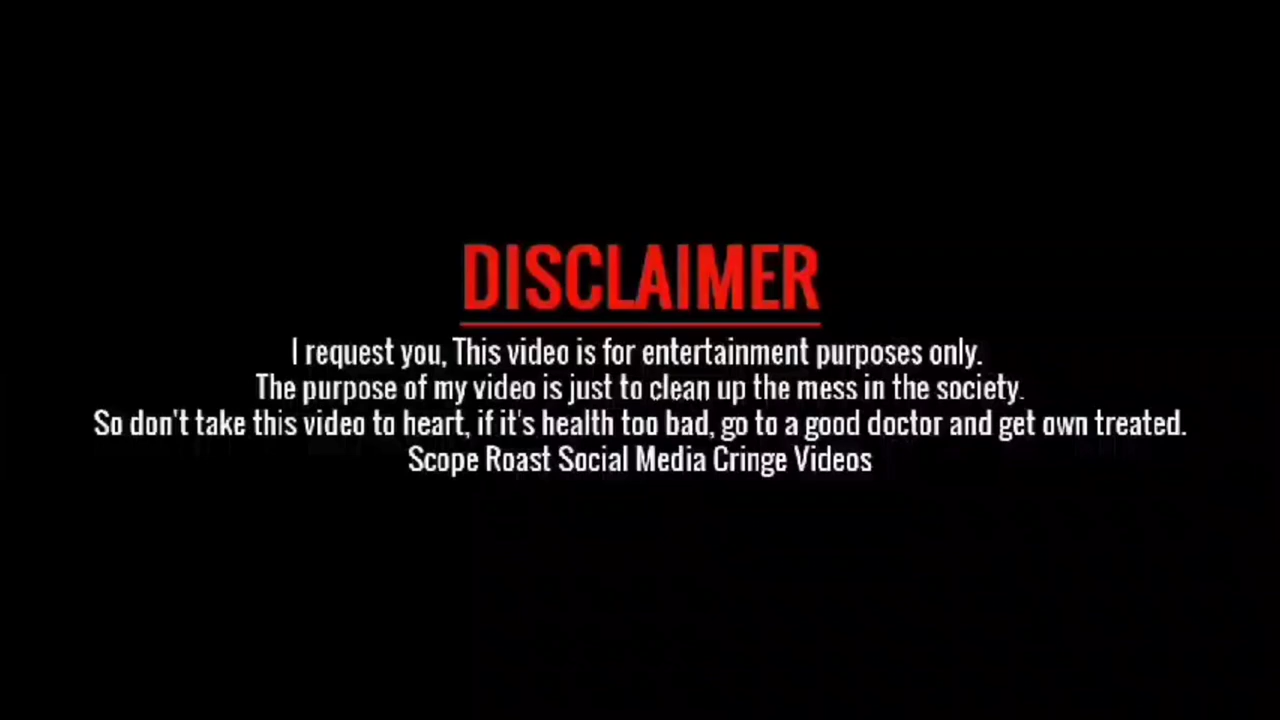 DISCLAIMER
I request you, This video is for entertainment purposes only.
The purpose of my video is just to clean up the mess in the society.
So don't take this video to heart, if it's health too bad, go to a good doctor and get own treated.
Scope Roast Social Media Cringe Videos